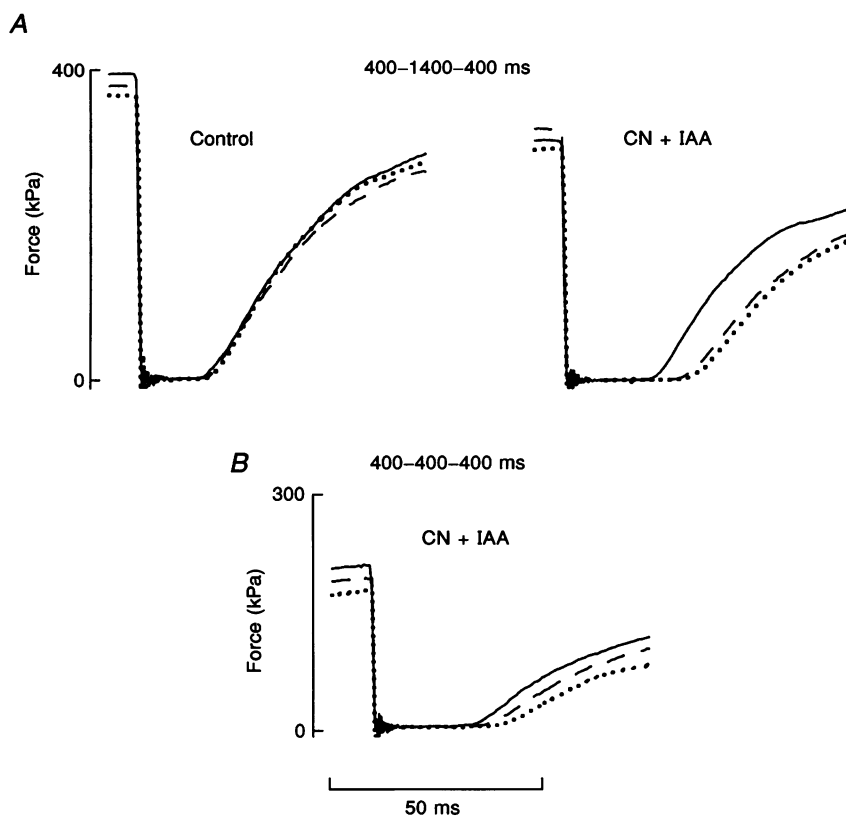 A
400–1400–400 ms
400
Control
CN + IAA
Force (kPa)
0
B
400–400–400 ms
300
CN + IAA
Force (kPa)
0
50 ms